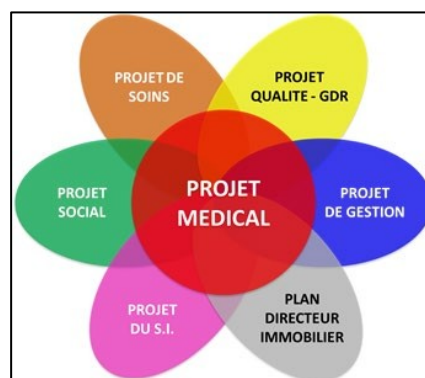 PROJET DE
SOINS
PROJET
QUALITE - GDR
PROJET
SOCIAL
PROJET
MEDICAL
PROJET
DE GESTION
PROJET
DU S.I.
PLAN
DIRECTEUR
IMMOBILIER